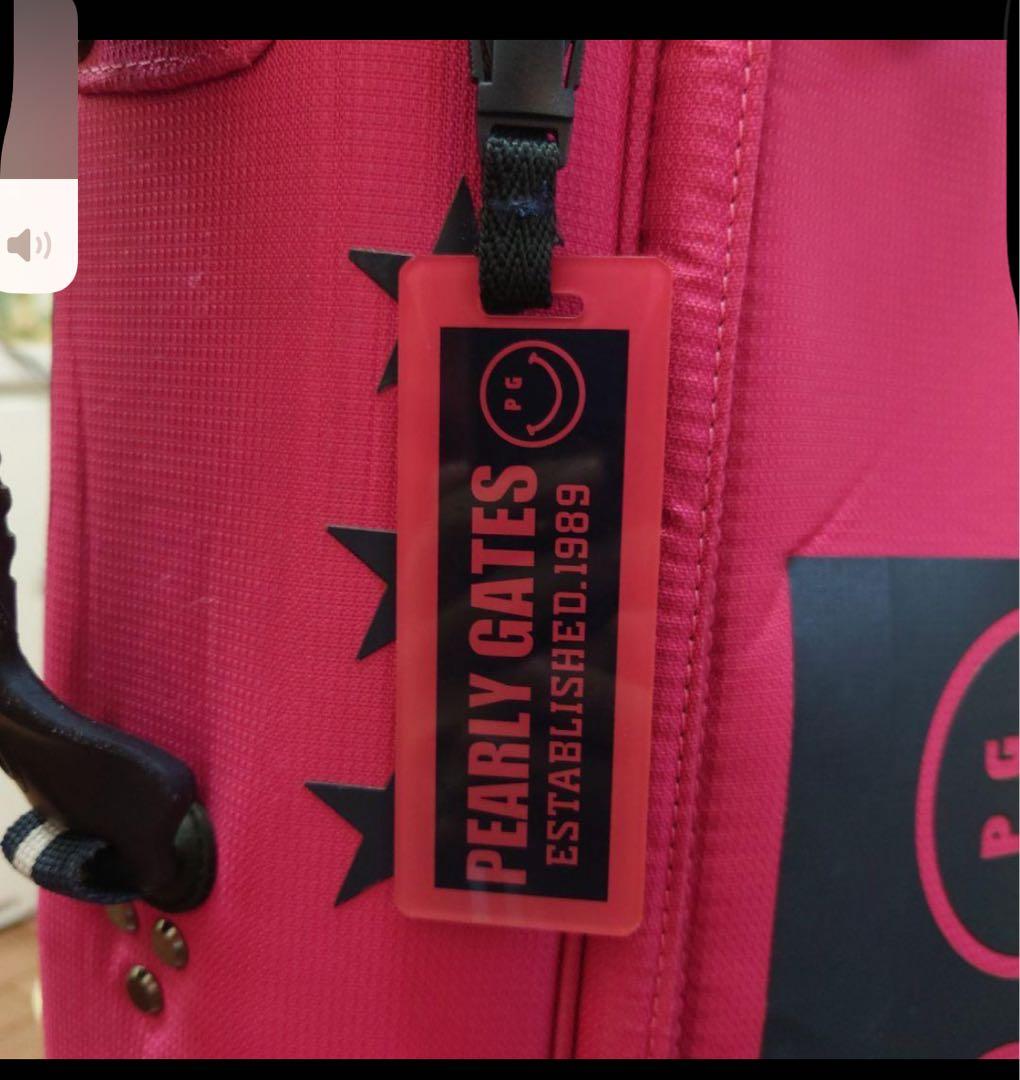 PG
PEARLY GATES
ESTABLISHED.1989
PG